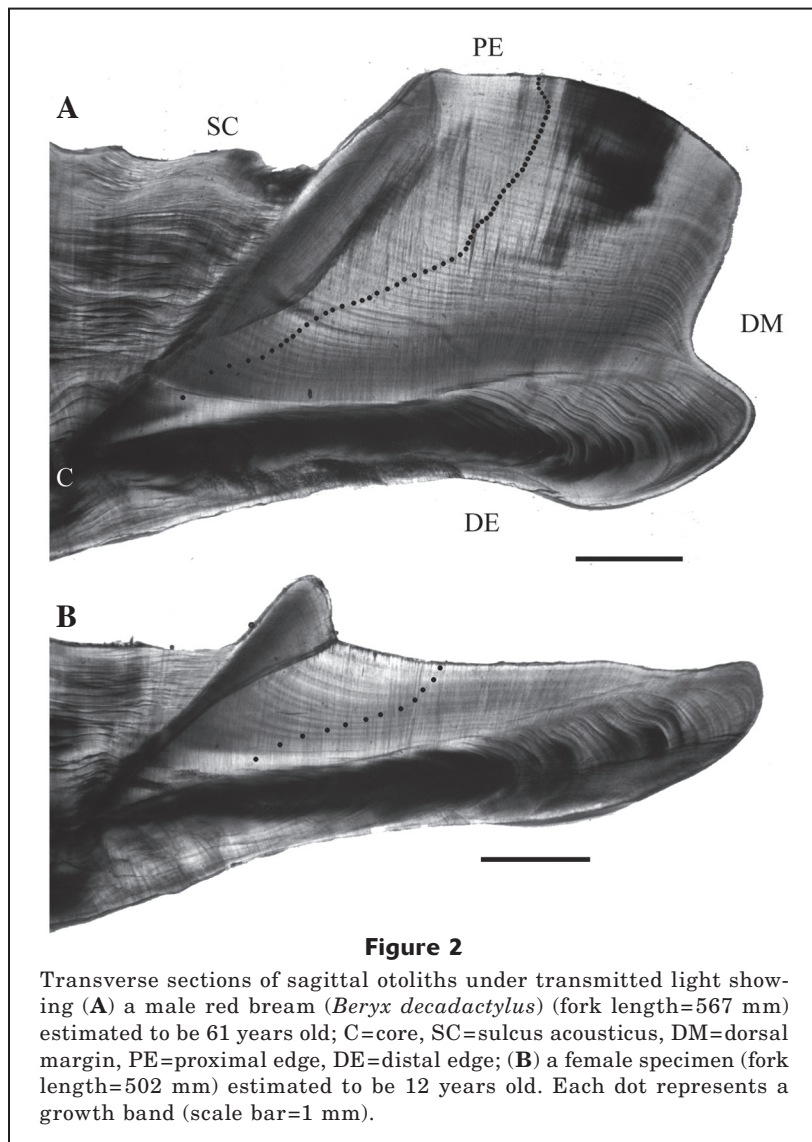 PE
A
SC
DM
C
DE
B
Figure 2
Transverse sections of sagittal otoliths under transmitted light show-
ing (A) a male red bream (Beryx decadactylus) (fork length=567 mm)
estimated to be 61 years old; C=core, SC=sulcus acousticus, DM=dorsal
margin, PE=proximal edge, DE=distal edge; (B) a female specimen (fork
length=502 mm) estimated to be 12 years old. Each dot represents a
growth band (scale bar=1 mm).